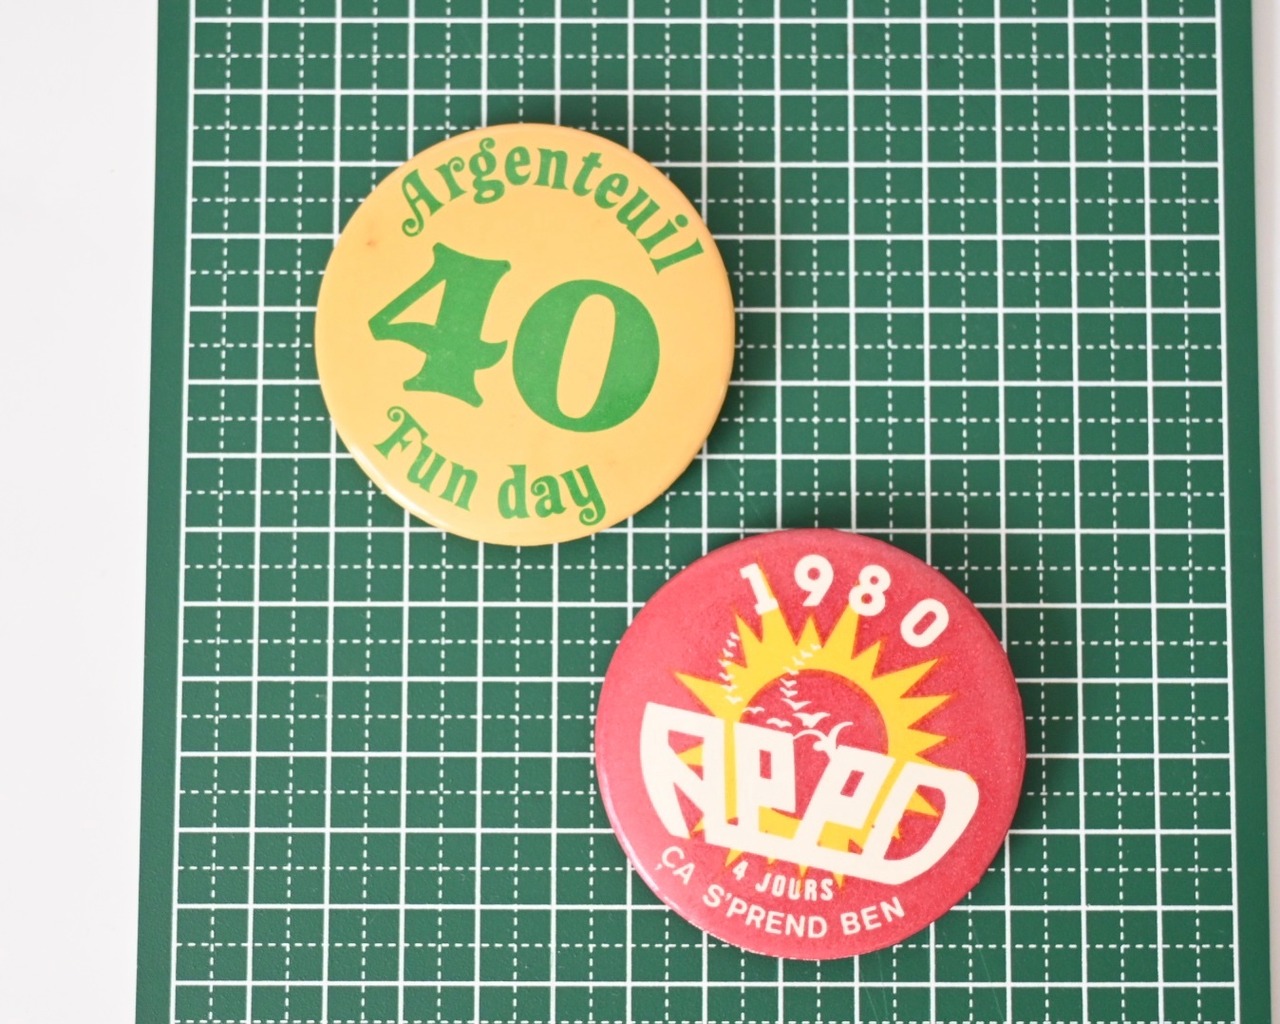 Argenteuil
40
Fun day
1980
APPD
4 JOURS
ÇA S'PREND BEN